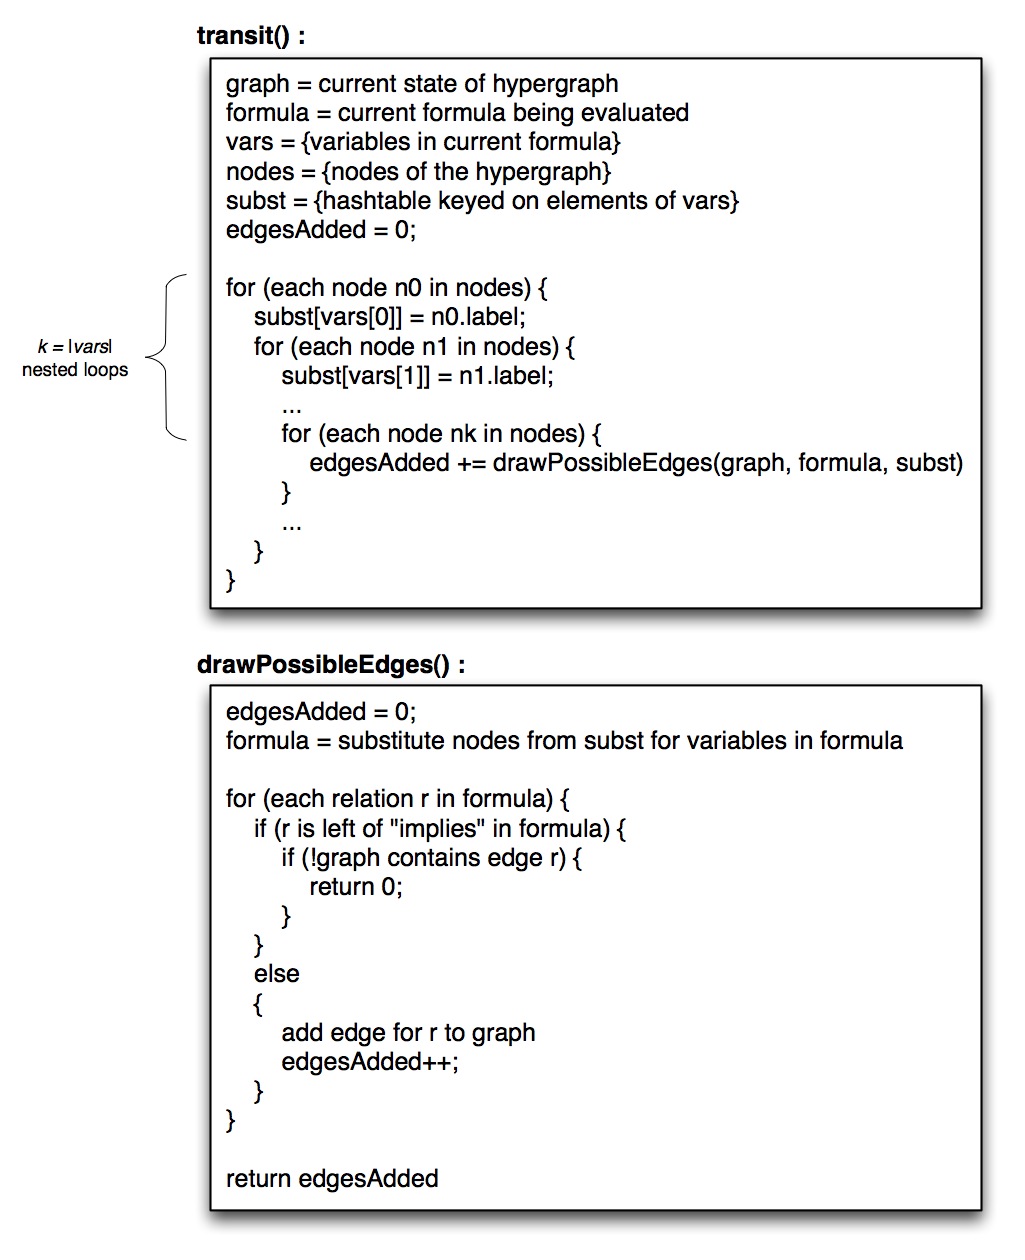 transit() :
graph = current state of hypergraph
formula = current formula being evaluated
vars = {variables in current formula}
nodes = {nodes of the hypergraph}
subst = {hashtable keyed on elements of vars}
edgesAdded = 0;
for (each node n0 in nodes) {
subst[vars[0]] = n0.label;
for (each node n1 in nodes) {
subst[vars[1]] = n1.label;
...
for (each node nk in nodes) {
edgesAdded += drawPossibleEdges(graph, formula, subst)
}
...
}
}
k = |vars|
nested loops
drawPossibleEdges() :
edgesAdded = 0;
formula = substitute nodes from subst for variables in formula
for (each relation r in formula) {
if (r is left of "implies" in formula) {
if (!graph contains edge r) {
return 0;
}
}
else
{
add edge for r to graph
edgesAdded++;
}
}
return edgesAdded